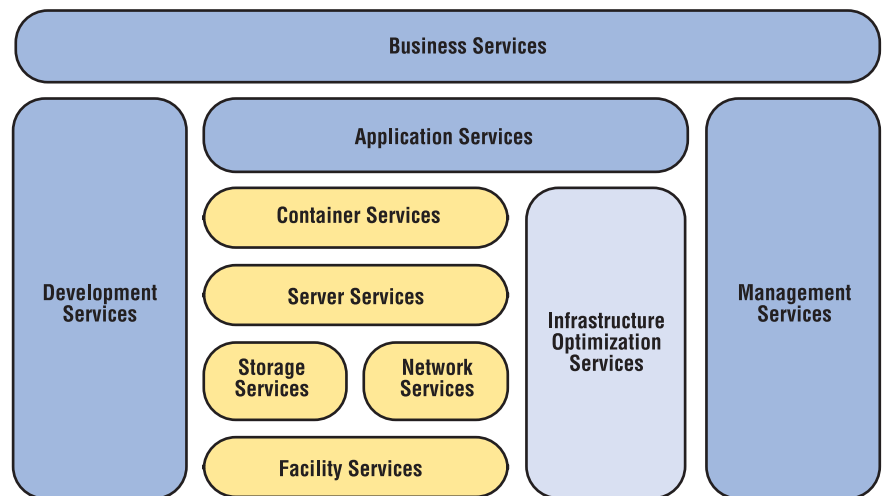 Business Services
Application Services
Container Services
Development
Services
Server Services
Management
Services
Infrastructure
Optimization
Services
Storage
Services
Network
Services
Facility Services